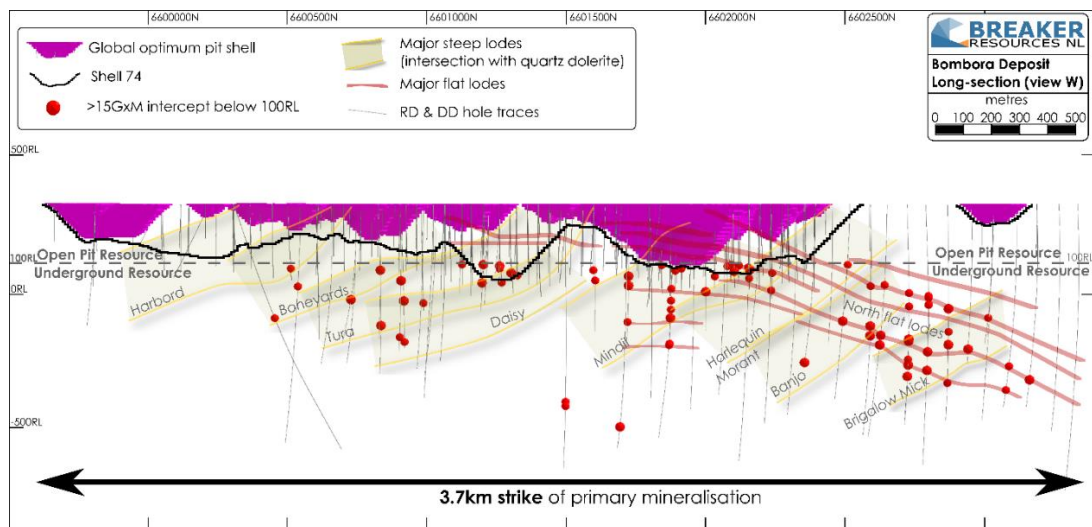 6600000N
6600500N
6601000N
6601500N
6602000N
6602500N
Global optimum pit shell
Shell 74
>15GxM intercept below 100RL
Major steep lodes
(intersection with quartz dolerite)
Major flat lodes
RD & DD hole traces
BREAKER
RESOURCES NL
Bombora Deposit
Long-section (view W)
metres
0 100 200 300 400 500
500RL
100RL
100RL
Open Pit Resource
Underground Resource
Open Pit Resource
Underground Resource
0RL
Harbord
Boheyards
Tura
Daisy
Mindil
Harlequin
Morant
Banjo
North flat lodes
Brigalow Mick
-500RL
3.7km strike of primary mineralisation